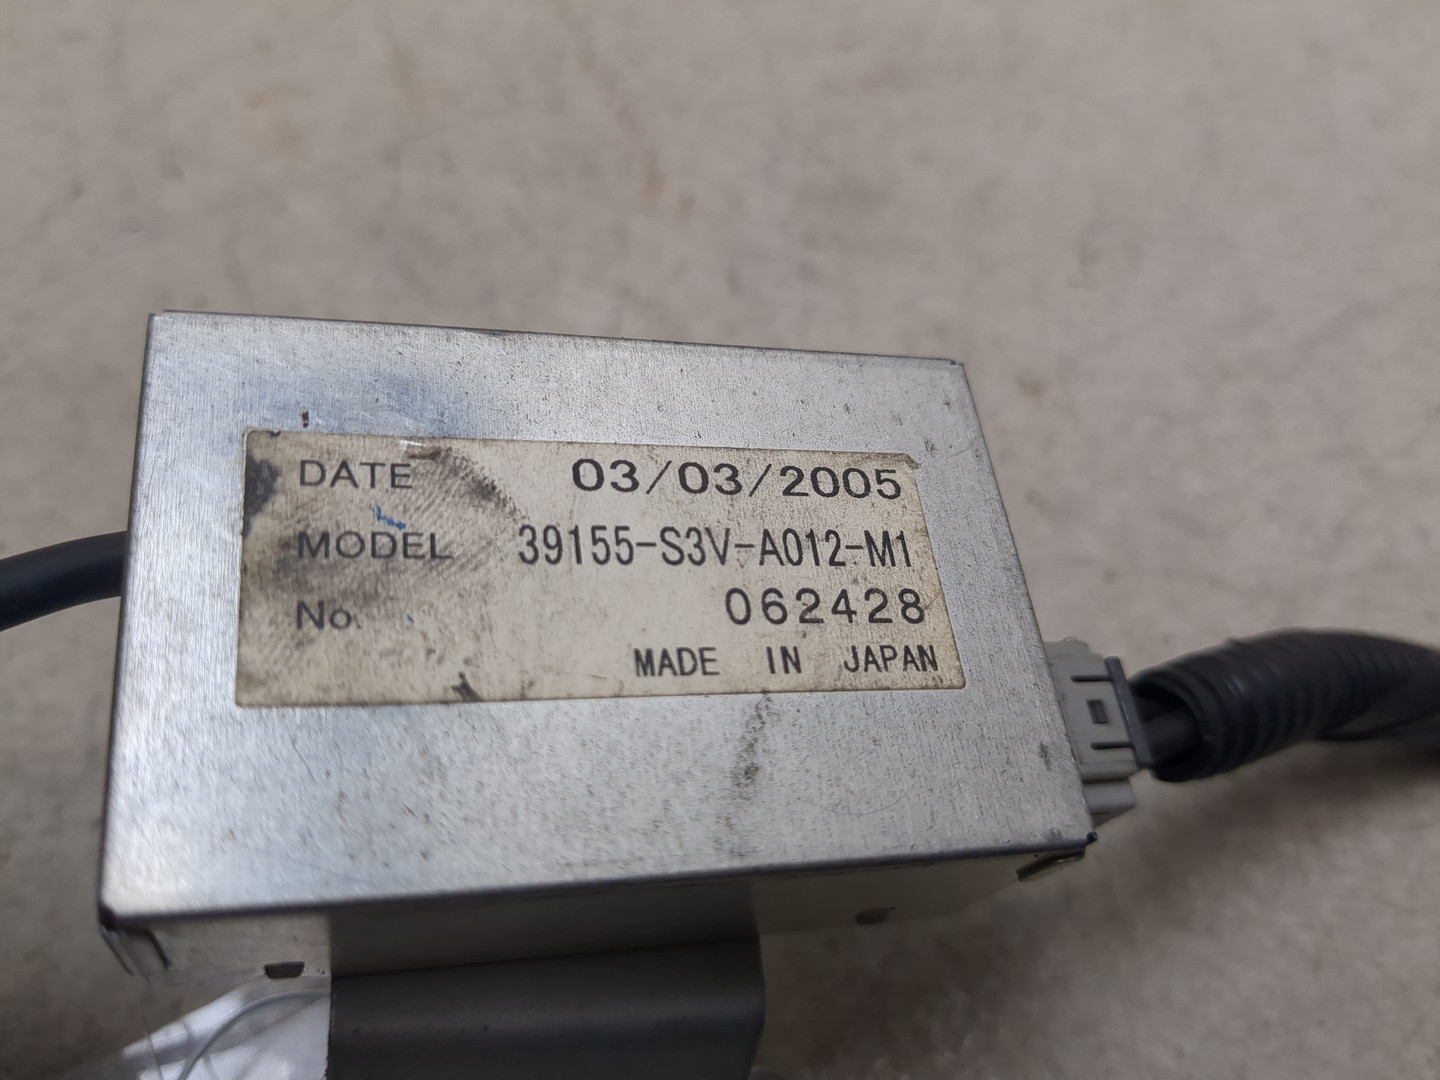 DATE 03/03/2005
MODEL 39155-S3V-A012-M1
No. 062428
MADE IN JAPAN